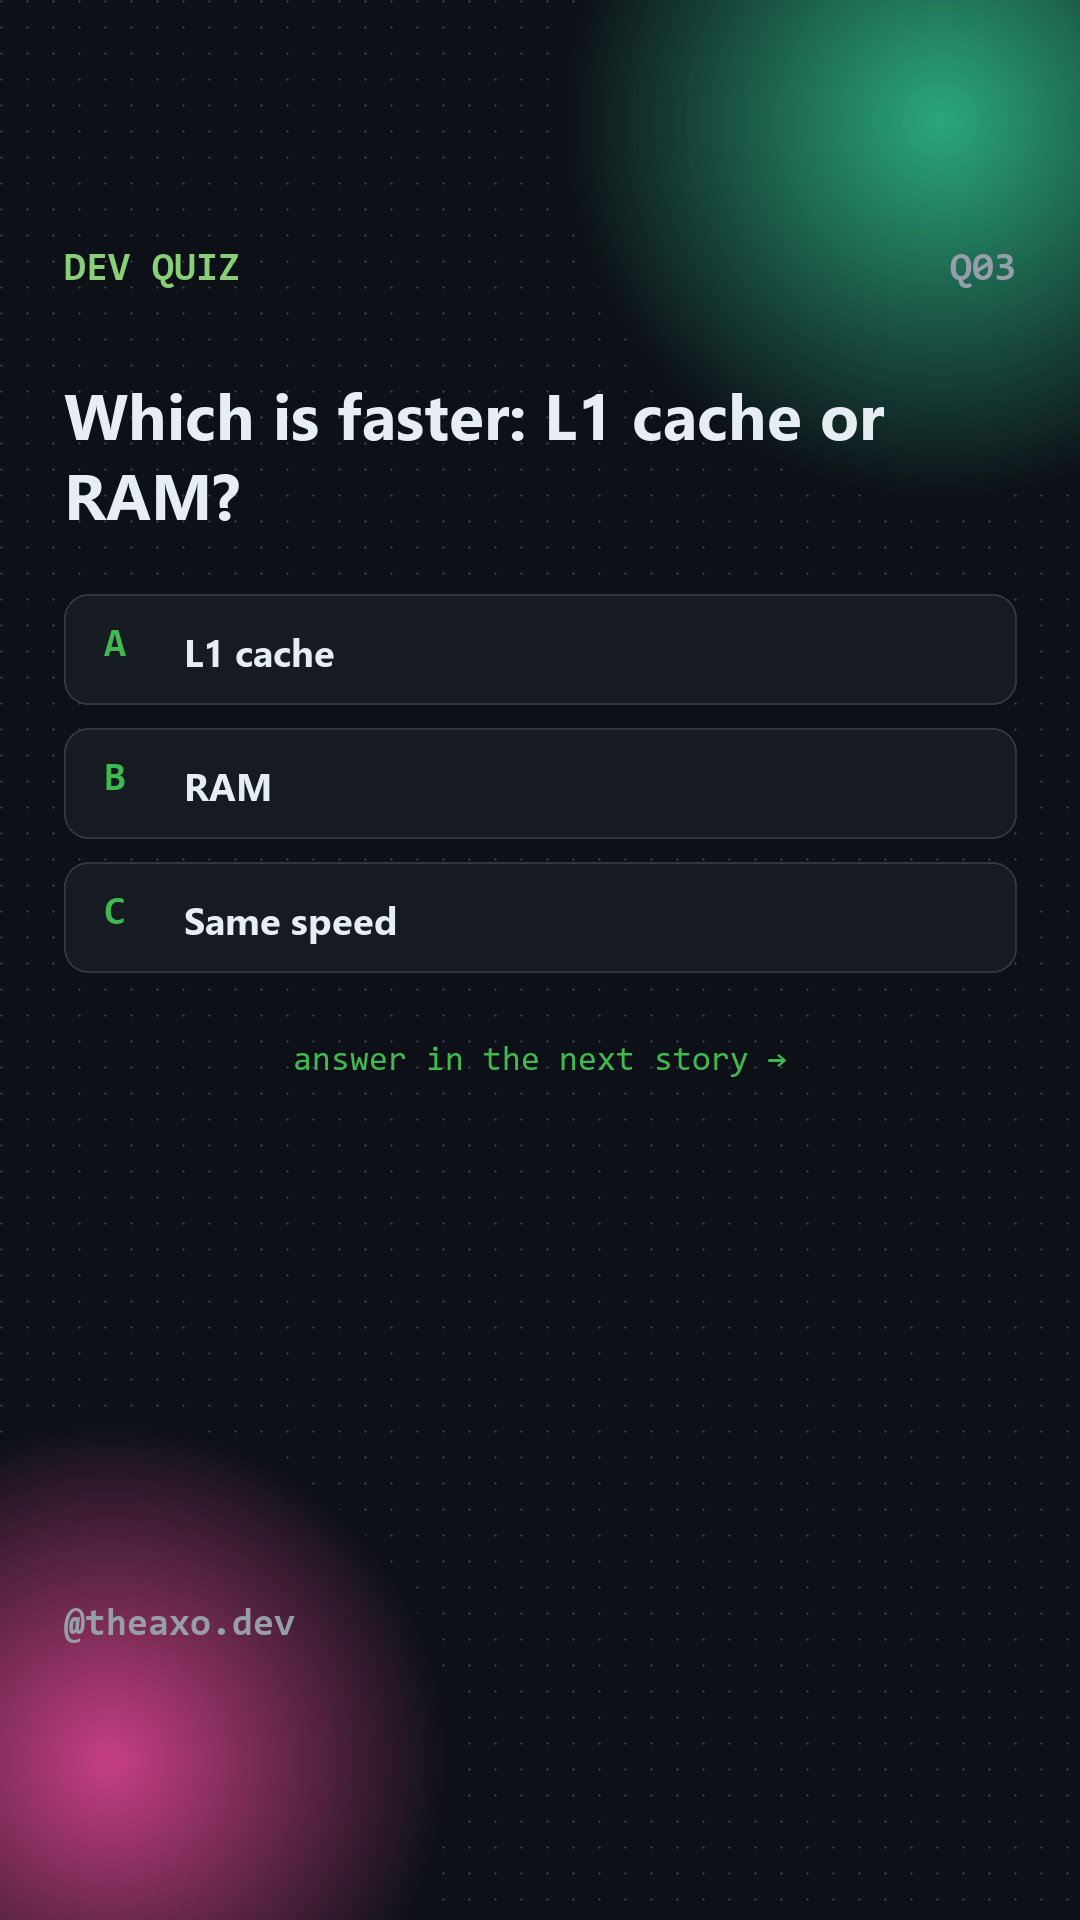 DEV QUIZ
Q03
Which is faster: L1 cache or
RAM?
A L1 cache
B RAM
C Same speed
answer in the next story →
@theaxo.dev